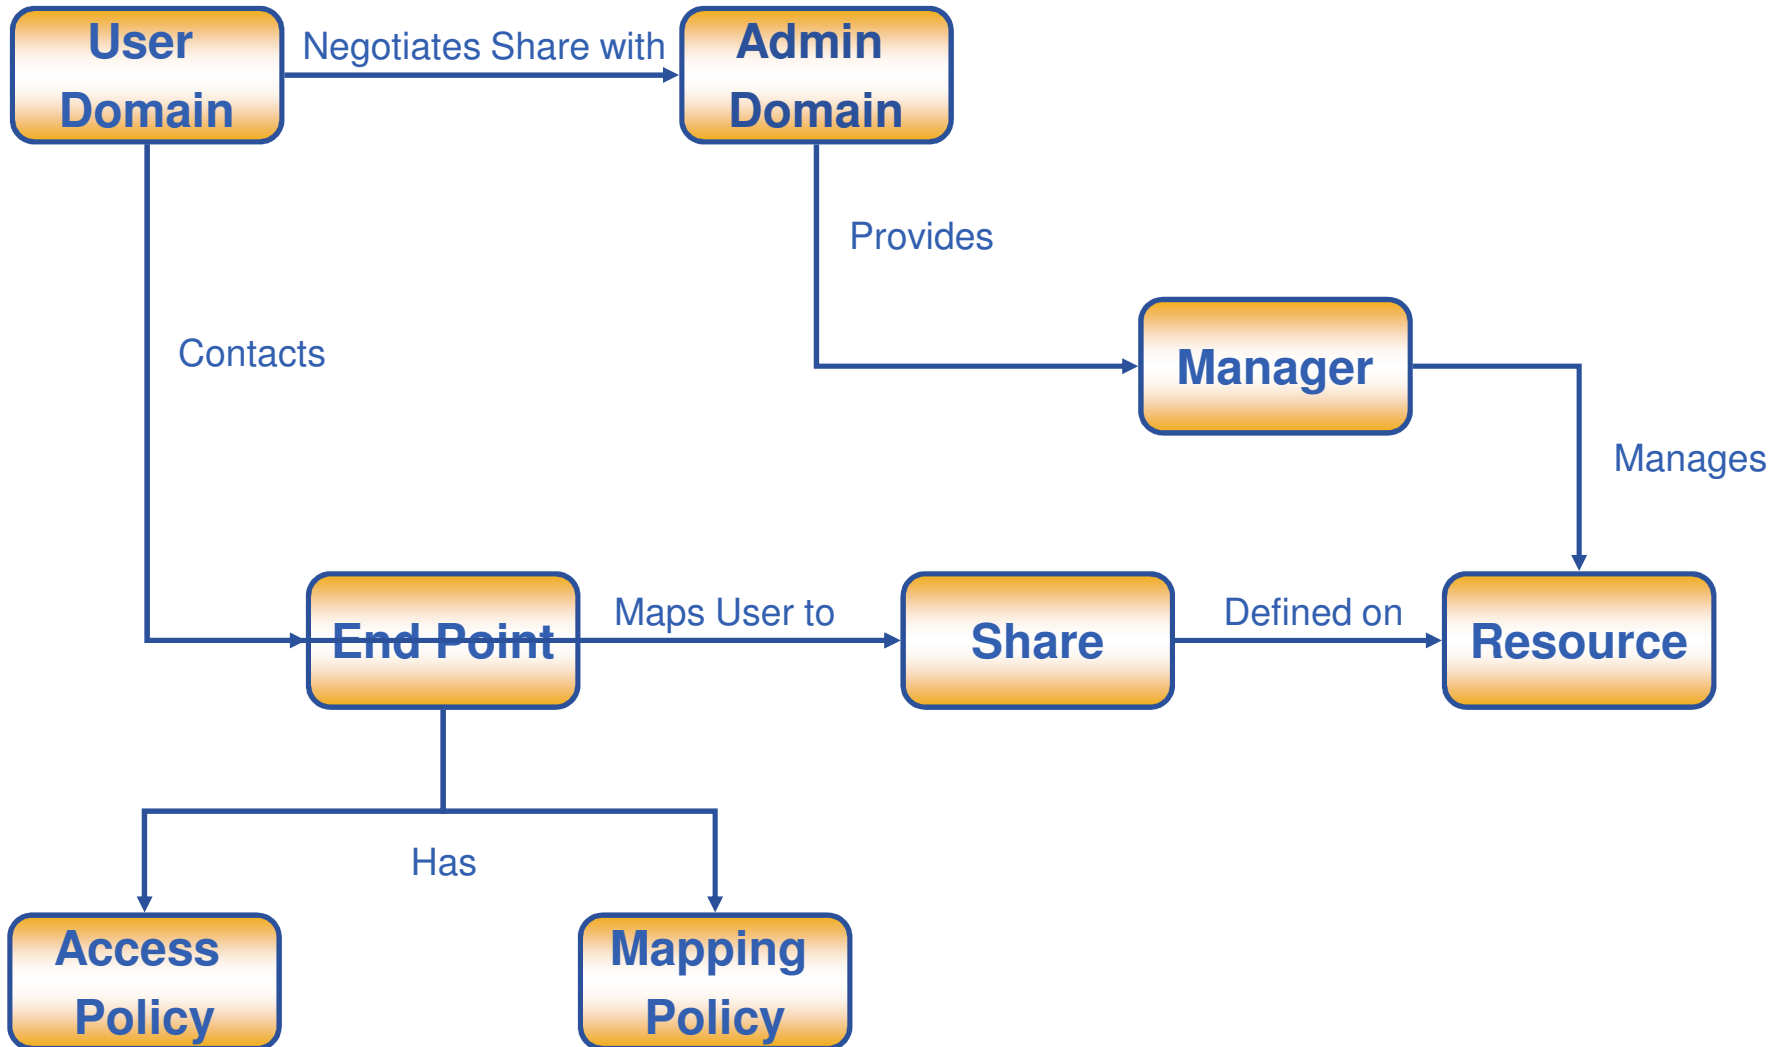 User
Domain
Negotiates Share with
Admin
Domain
Provides
Contacts
Manager
Manages
End Point
Maps User to
Share
Defined on
Resource
Has
Access
Policy
Mapping
Policy